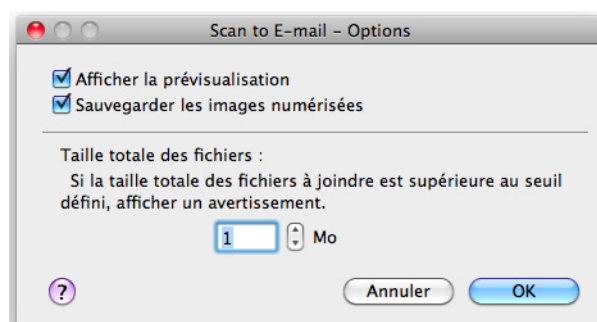 Scan to E-mail – Options
Afficher la prévisualisation
Sauvegarder les images numérisées
Taille totale des fichiers :
Si la taille totale des fichiers à joindre est supérieure au seuil
défini, afficher un avertissement.
1 Mo
? Annuler OK